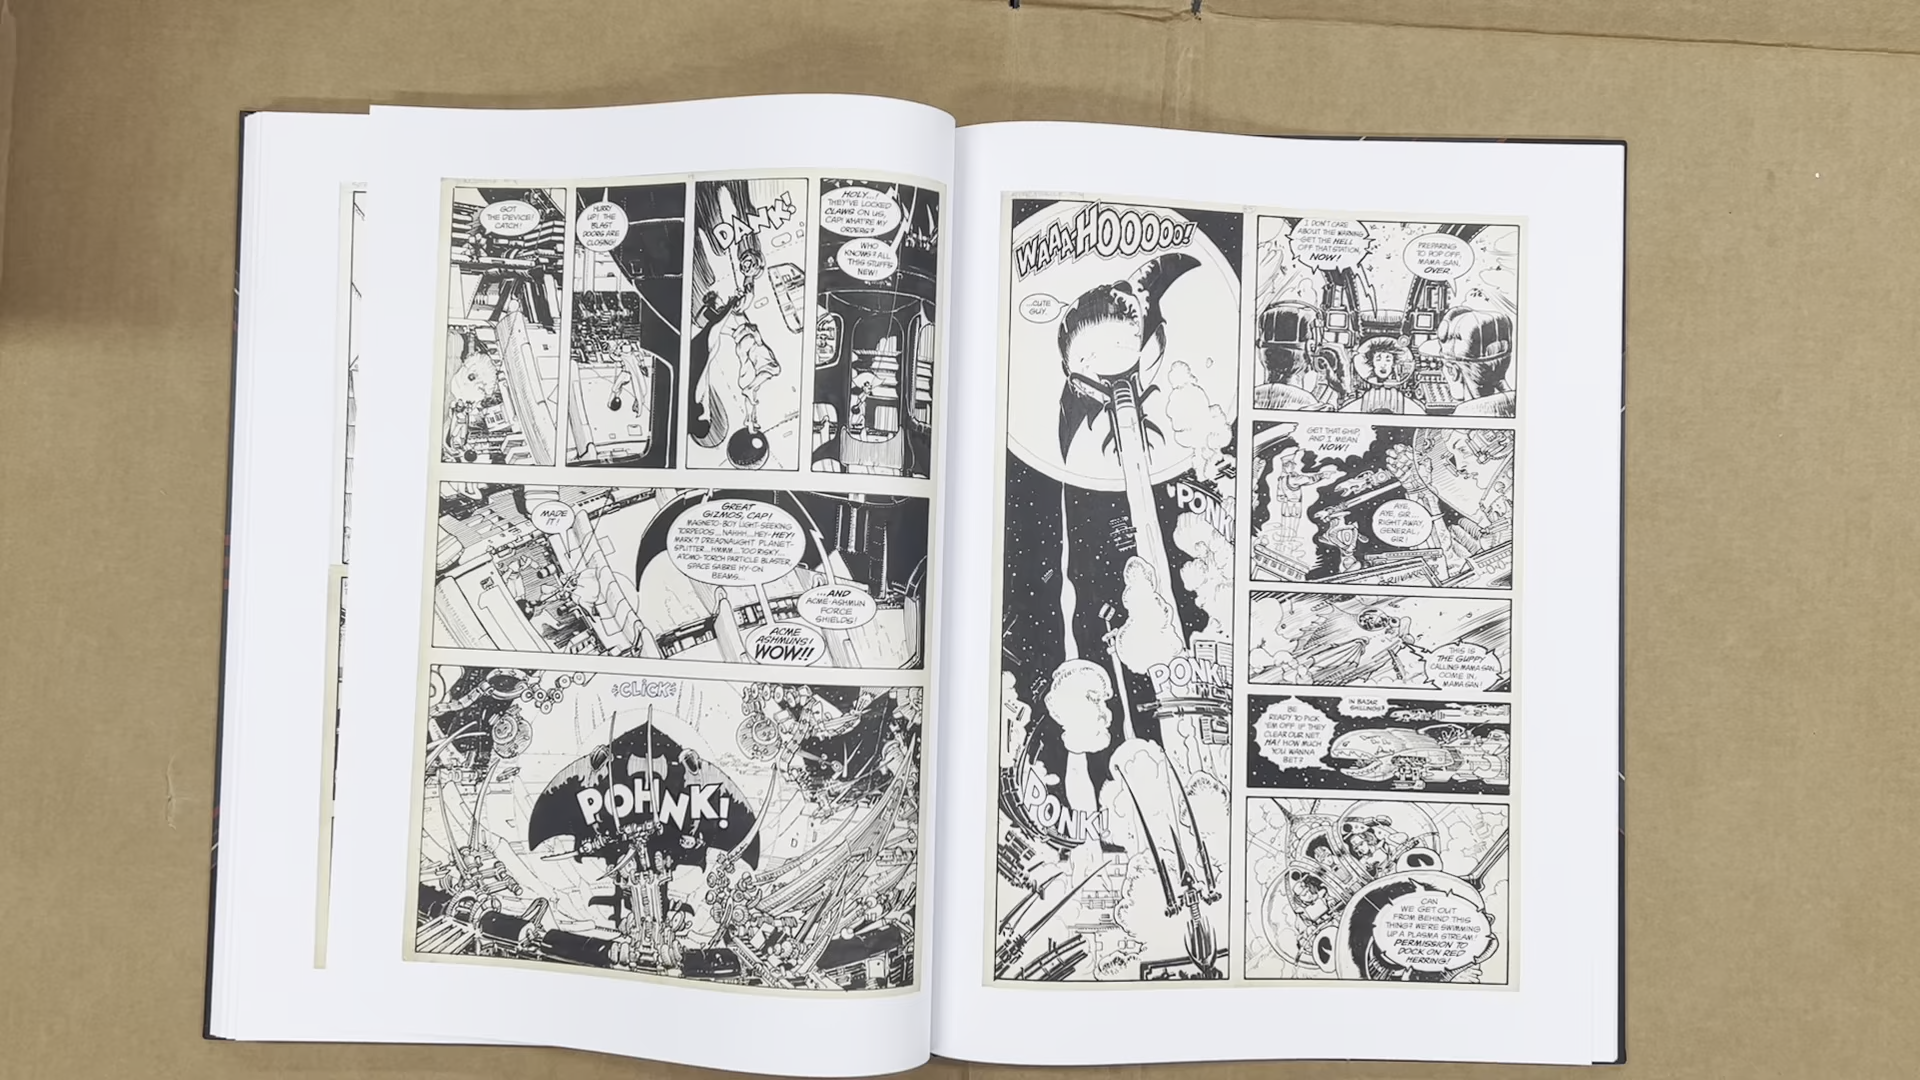 GOT
THE DEVICE!
CATCH!
HURRY
UP! THE
BLAST
DOORS ARE
CLOSING!
DANK!
HOLY...!
THEY'VE LOCKED
CLAWS ON US,
CAP! WHAT'RE MY
ORDERS?
WHO
KNOWS? ALL
THIS STUFF'S
NEW!
MADE
IT!
GREAT
GIZMOS, CAP!
MAGNETO-BOY LIGHT-SEEKING
TORPEDOS...NAHHH...HEY-HEY!
MARK 7 DREADNAUGHT PLANET-
SPLITTER...HMMM...TOO RISKY...
ATOMO-TORCH PARTICLE BLASTER,
SPACE SABRE HY-ON
BEAMS...
...AND
ACME-ASHMUN
FORCE
SHIELDS!
ACME
ASHMUNS!
WOW!!
CLICK
POHNK!
WAAA-HOOOOO!
...CUTE
GUY.
PONK!
PONK!
PONK!
I DON'T CARE
ABOUT THE WARNING
GET THE HELL
OFF THAT STATION,
NOW!
PREPARING
TO POP OFF,
MAMA-SAN,
OVER.
GET THAT SHIP,
AND I MEAN
NOW!
AYE,
AYE, SIR...
RIGHT AWAY,
GENERAL,
SIR!
THIS IS
THE GUPPY
CALLING MAMA SAN,
COME IN,
MAMA SAN!
BE
READY TO PICK
'EM OFF IF THEY
CLEAR OUR NET.
HA! HOW MUCH
YOU WANNA
BET?
IN BAZAR
SHILLINGS?
CAN
WE GET OUT
FROM BEHIND THIS
THING? WE'RE SWIMMING
UP A PLASMA STREAM!
PERMISSION TO
DOCK ON RED
HERRING!